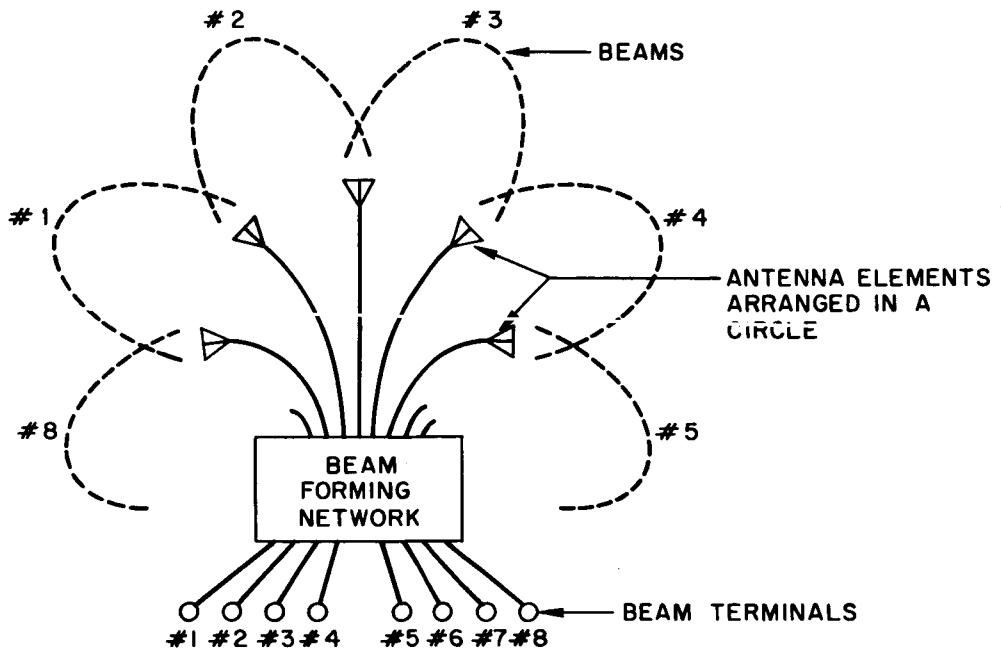 #2
#3
BEAMS
#1
#4
ANTENNA ELEMENTS
ARRANGED IN A
CIRCLE
#8
#5
BEAM
FORMING
NETWORK
BEAM TERMINALS
#1 #2 #3 #4 #5 #6 #7 #8